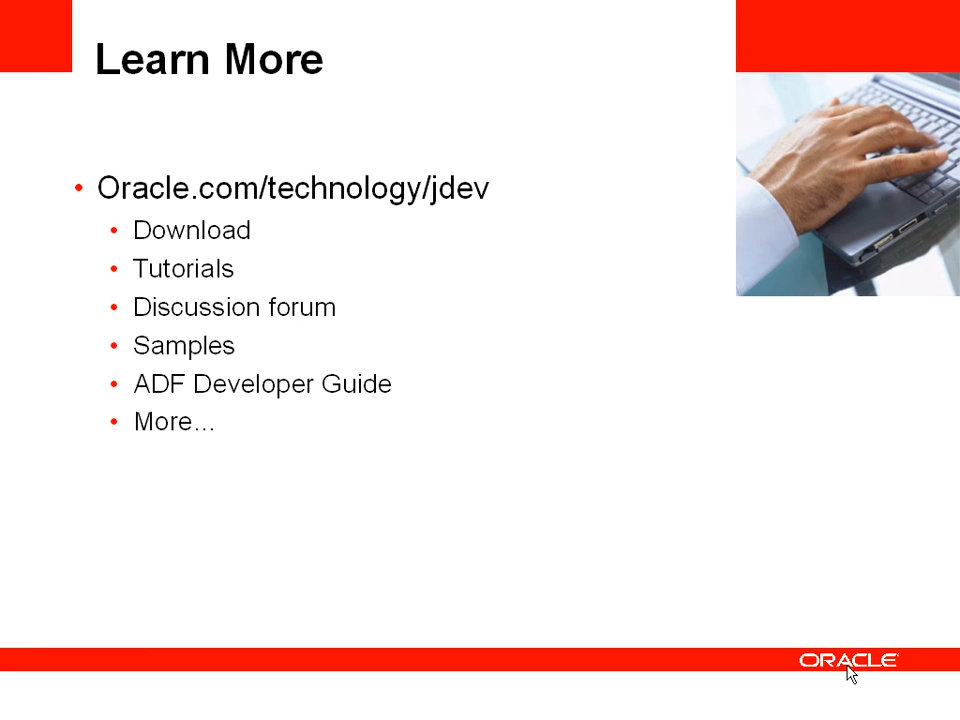 Learn More
• Oracle.com/technology/jdev
• Download
• Tutorials
• Discussion forum
• Samples
• ADF Developer Guide
• More...
ORACLE